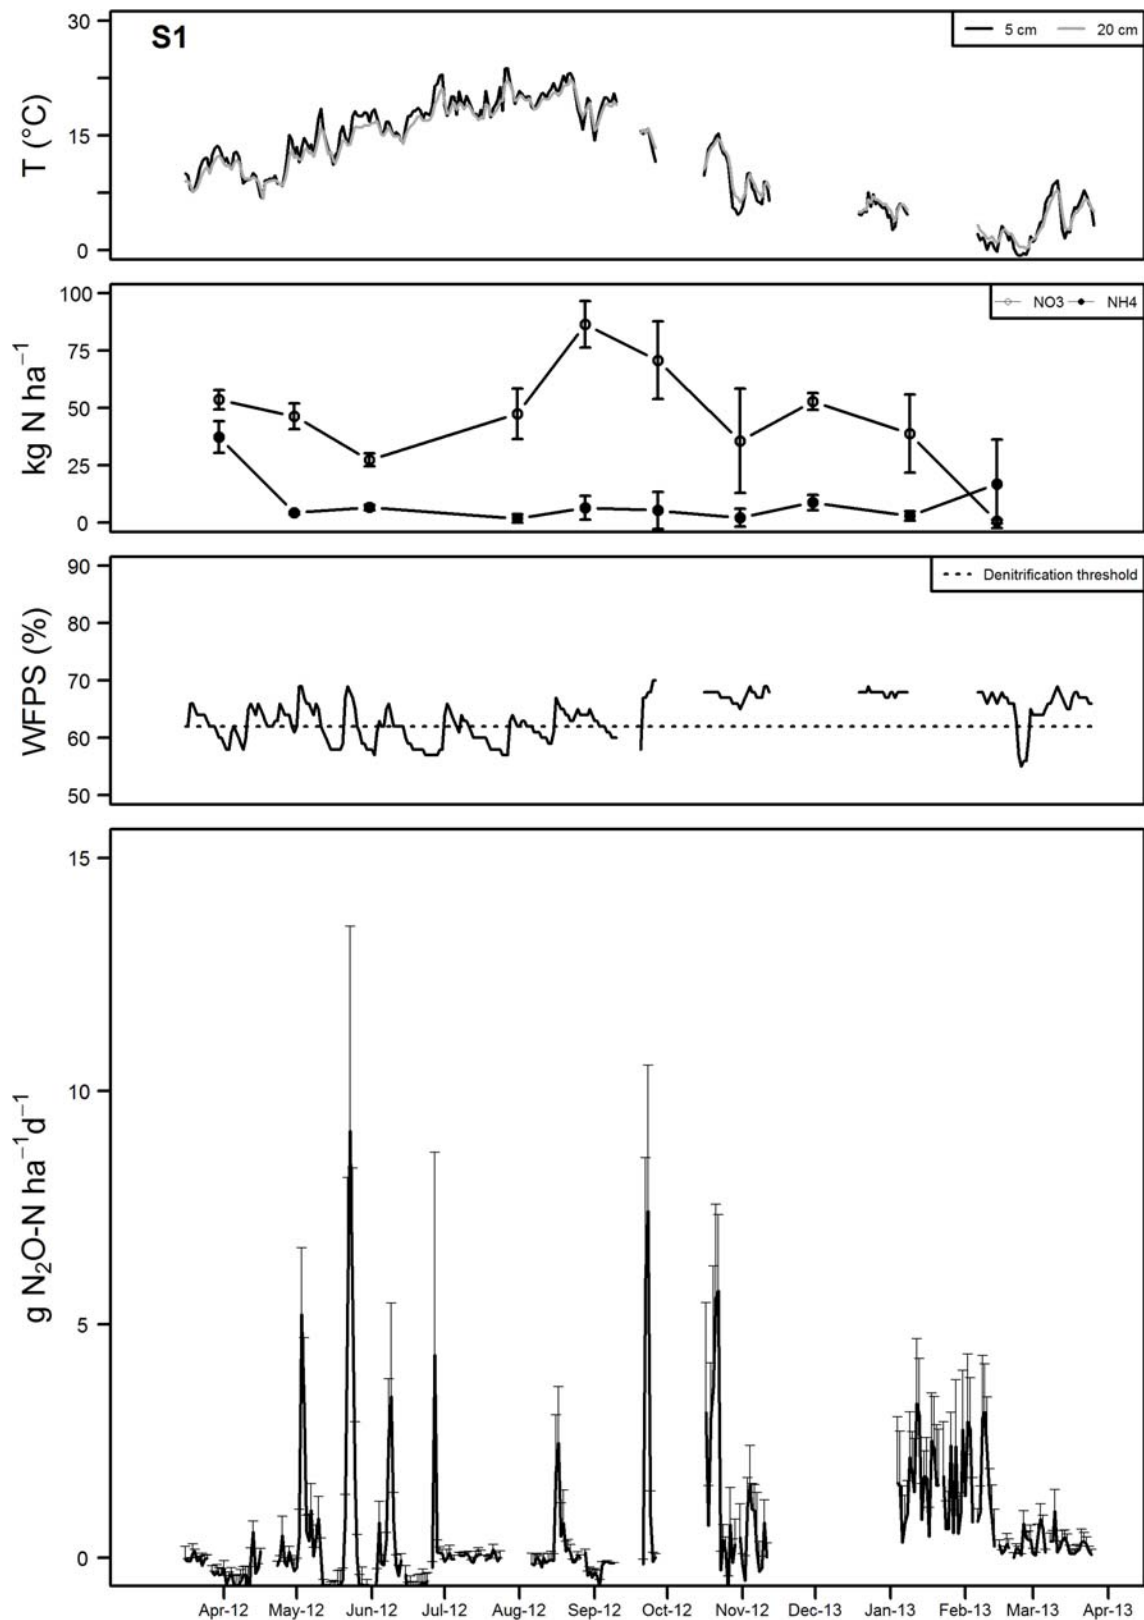 S1
5 cm 20 cm
T (°C)
30
15
0
NO3 NH4
kg N ha⁻¹
100
75
50
25
0
Denitrification threshold
WFPS (%)
90
80
70
60
50
g N₂O-N ha⁻¹d⁻¹
15
10
5
0
Apr-12 May-12 Jun-12 Jul-12 Aug-12 Sep-12 Oct-12 Nov-12 Dec-13 Jan-13 Feb-13 Mar-13 Apr-13